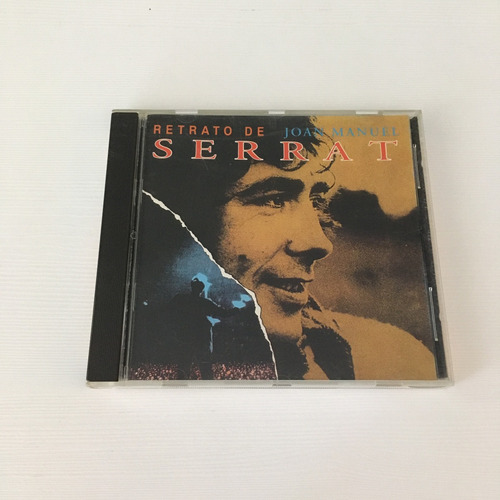 RETRATO DE JOAN MANUEL
SERRAT